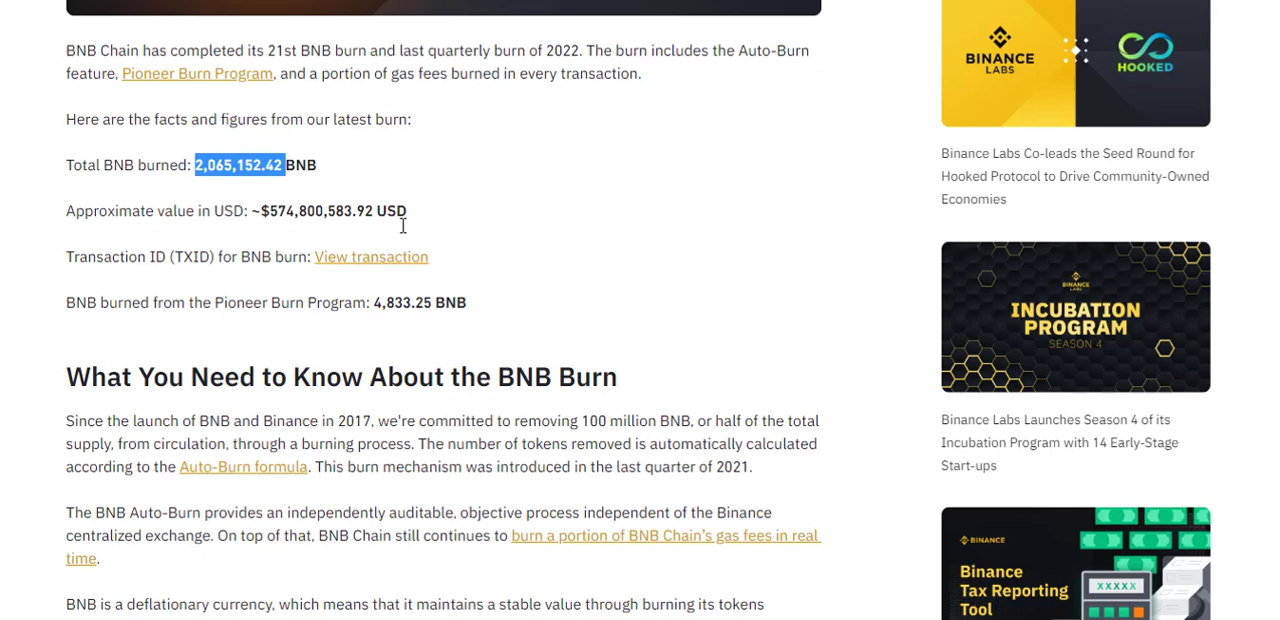 BNB Chain has completed its 21st BNB burn and last quarterly burn of 2022. The burn includes the Auto-Burn
feature, Pioneer Burn Program, and a portion of gas fees burned in every transaction.
Here are the facts and figures from our latest burn:
Total BNB burned: 2,065,152.42 BNB
Approximate value in USD: ~$574,800,583.92 USD
Transaction ID (TXID) for BNB burn: View transaction
BNB burned from the Pioneer Burn Program: 4,833.25 BNB
What You Need to Know About the BNB Burn
Since the launch of BNB and Binance in 2017, we're committed to removing 100 million BNB, or half of the total
supply, from circulation, through a burning process. The number of tokens removed is automatically calculated
according to the Auto-Burn formula. This burn mechanism was introduced in the last quarter of 2021.
The BNB Auto-Burn provides an independently auditable, objective process independent of the Binance
centralized exchange. On top of that, BNB Chain still continues to burn a portion of BNB Chain's gas fees in real
time.
BNB is a deflationary currency, which means that it maintains a stable value through burning its tokens
BINANCE
LABS
HOOKED
Binance Labs Co-leads the Seed Round for
Hooked Protocol to Drive Community-Owned
Economies
BINANCE
LABS
INCUBATION
PROGRAM
SEASON 4
Binance Labs Launches Season 4 of its
Incubation Program with 14 Early-Stage
Start-ups
BINANCE
Binance
Tax Reporting
Tool
XXXXX